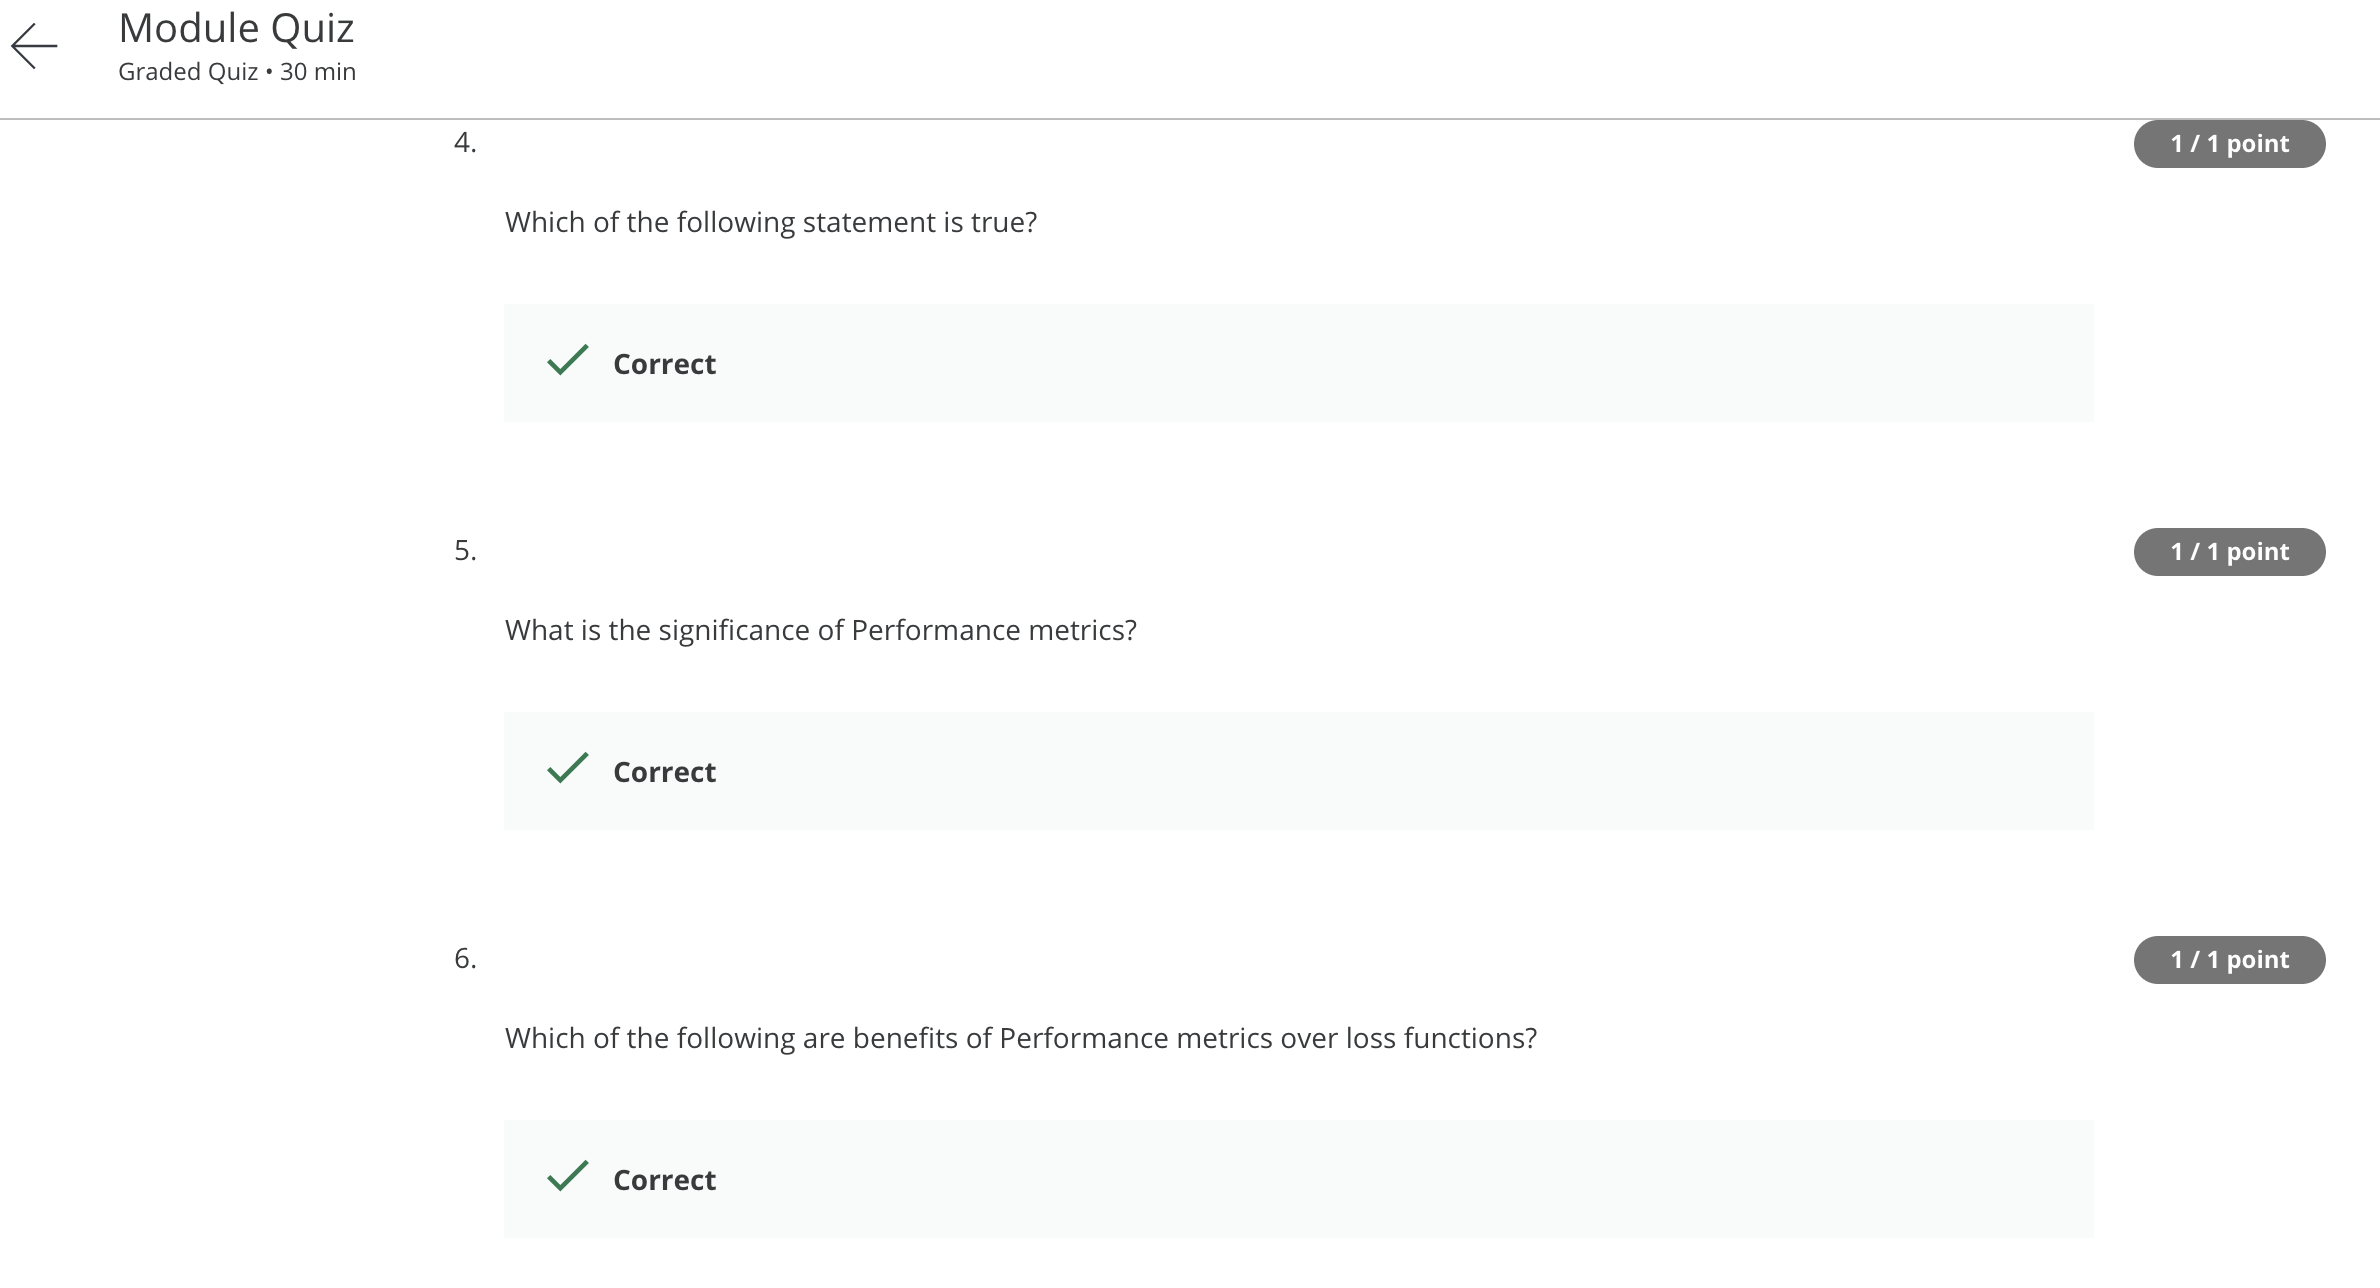 Module Quiz
Graded Quiz • 30 min
4.
1 / 1 point
Which of the following statement is true?
Correct
5.
1 / 1 point
What is the significance of Performance metrics?
Correct
6.
1 / 1 point
Which of the following are benefits of Performance metrics over loss functions?
Correct